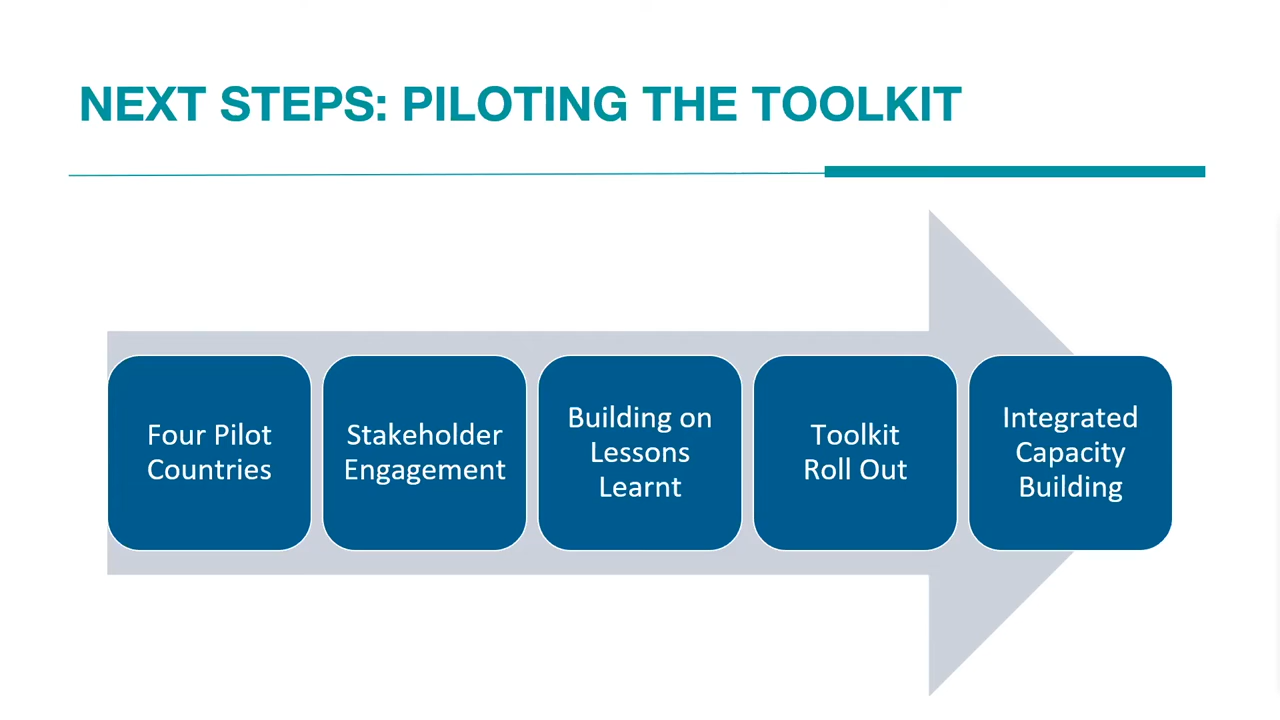 NEXT STEPS: PILOTING THE TOOLKIT
Four Pilot
Countries
Stakeholder
Engagement
Building on
Lessons
Learnt
Toolkit
Roll Out
Integrated
Capacity
Building